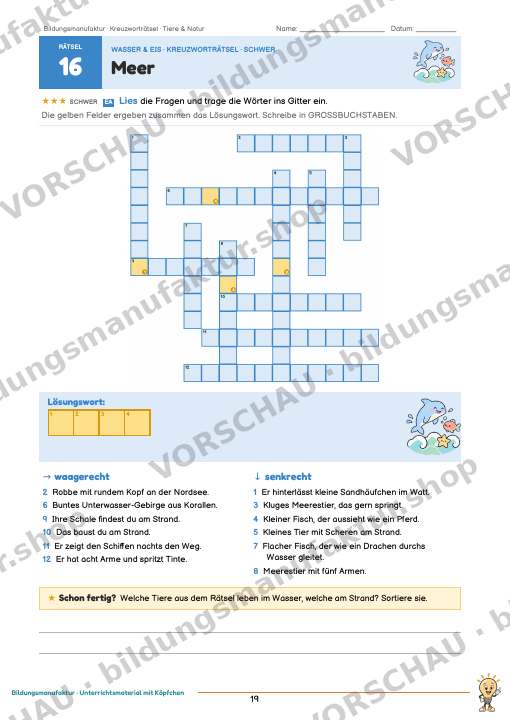 Bildungsmanufaktur · Kreuzworträtsel · Tiere & Natur
Name: Datum:
RÄTSEL
16
WASSER & EIS · KREUZWORTRÄTSEL · SCHWER
Meer
★★★ SCHWER EA Lies die Fragen und trage die Wörter ins Gitter ein.
Die gelben Felder ergeben zusammen das Lösungswort. Schreibe in GROSSBUCHSTABEN.
Lösungswort:
1 2 3 4
→ waagerecht
2 Robbe mit rundem Kopf an der Nordsee.
6 Buntes Unterwasser-Gebirge aus Korallen.
9 Ihre Schale findest du am Strand.
10 Das baust du am Strand.
11 Er zeigt den Schiffen nachts den Weg.
12 Er hat acht Arme und spritzt Tinte.
↓ senkrecht
1 Er hinterlässt kleine Sandhäufchen im Watt.
3 Kluges Meerestier, das gern springt.
4 Kleiner Fisch, der aussieht wie ein Pferd.
5 Kleines Tier mit Scheren am Strand.
7 Flacher Fisch, der wie ein Drachen durchs
Wasser gleitet.
8 Meerestier mit fünf Armen.
★ Schon fertig? Welche Tiere aus dem Rätsel leben im Wasser, welche am Strand? Sortiere sie.
Bildungsmanufaktur · Unterrichtsmaterial mit Köpfchen
19
VORSCHAU · bildungsmanufaktur.shop